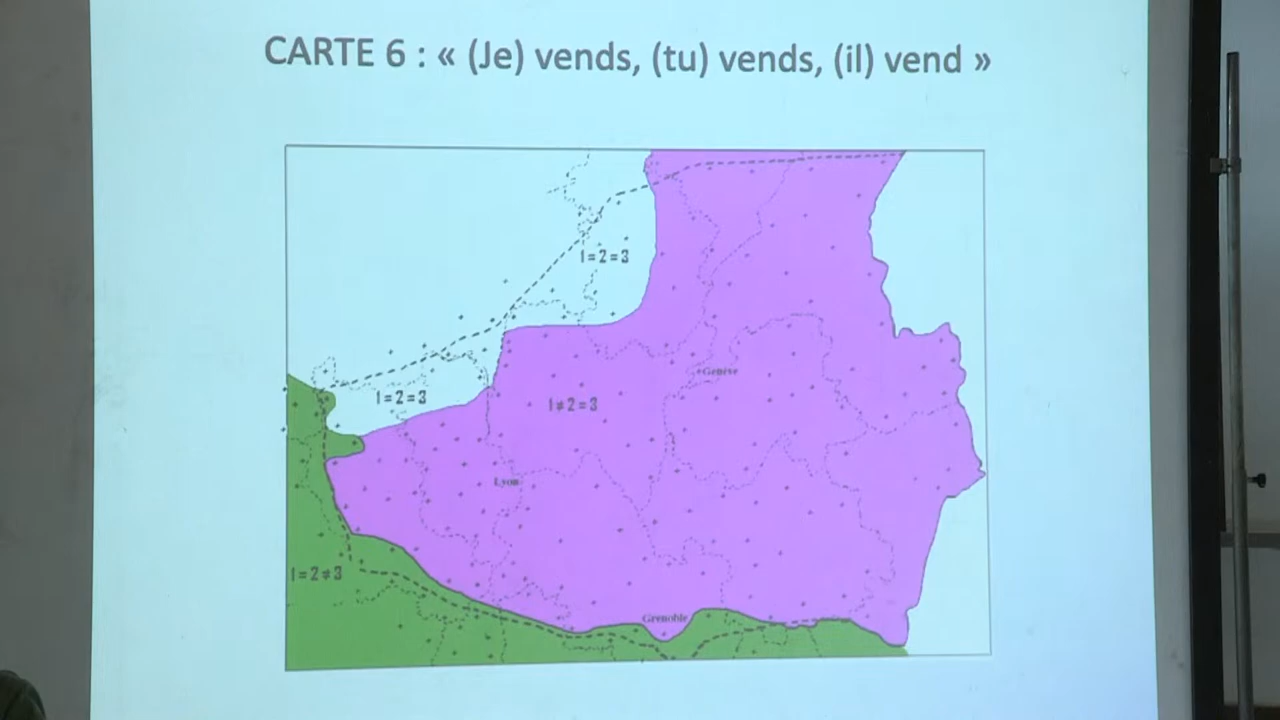 CARTE 6 : « (Je) vends, (tu) vends, (il) vend »
1=2=3
Genève
1=2=3
1≠2=3
Lyon
1=2≠3
Grenoble